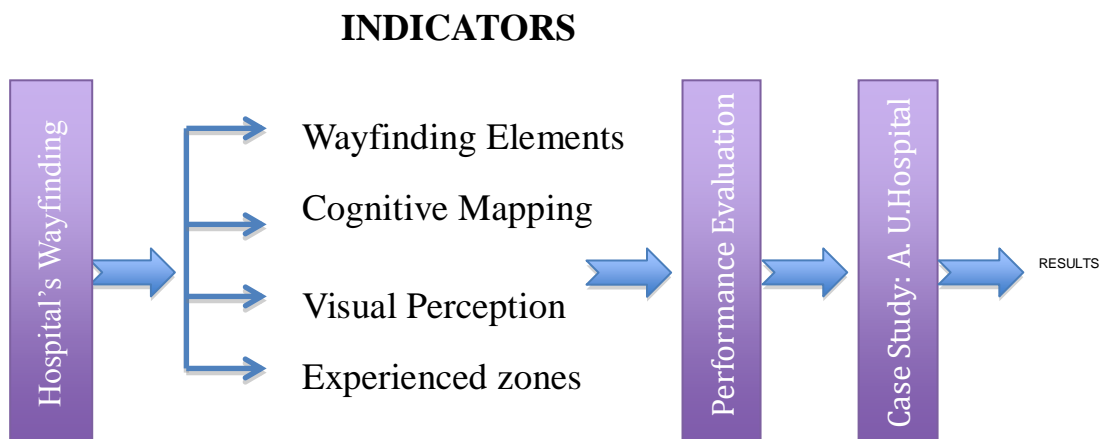 INDICATORS
Hospital's Wayfinding
Wayfinding Elements
Cognitive Mapping
Visual Perception
Experienced zones
Performance Evaluation
Case Study: A. U.Hospital
RESULTS